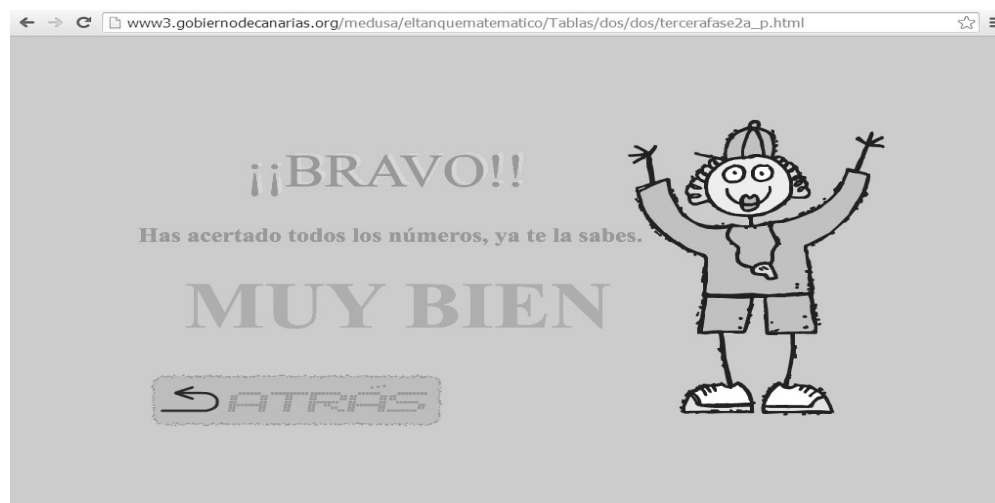 www3.gobiernodecanarias.org/medusa/eltanquematematico/Tablas/dos/dos/tercerafase2a_p.html
¡¡BRAVO!!
Has acertado todos los números, ya te la sabes.
MUY BIEN
ATRÁS